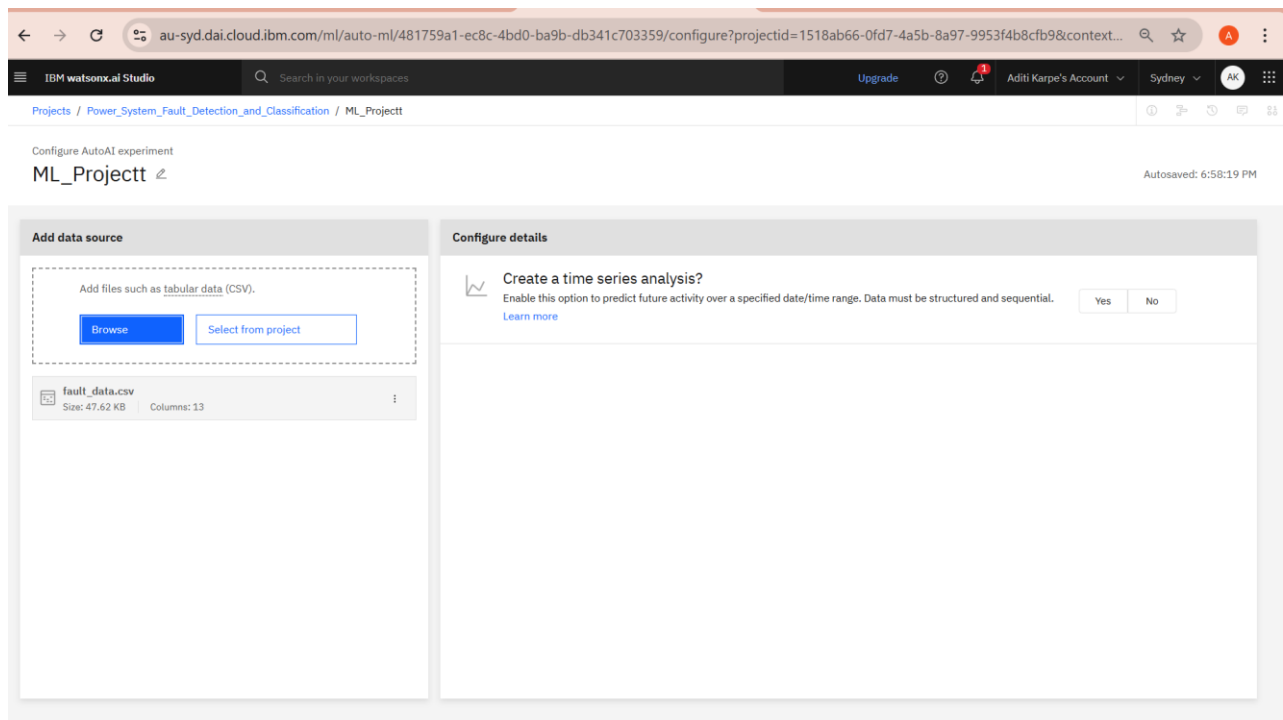 au-syd.dai.cloud.ibm.com/ml/auto-ml/481759a1-ec8c-4bd0-ba9b-db341c703359/configure?projectid=1518ab66-0fd7-4a5b-8a97-9953f4b8cfb9&context...
A
IBM watsonx.ai Studio
Search in your workspaces
Upgrade
1
Aditi Karpe's Account
Sydney
AK
Projects / Power_System_Fault_Detection_and_Classification / ML_Projectt
Configure AutoAI experiment
ML_Projectt
Autosaved: 6:58:19 PM
Add data source
Add files such as tabular data (CSV).
Browse
Select from project
fault_data.csv
Size: 47.62 KB
Columns: 13
Configure details
Create a time series analysis?
Enable this option to predict future activity over a specified date/time range. Data must be structured and sequential.
Learn more
Yes
No